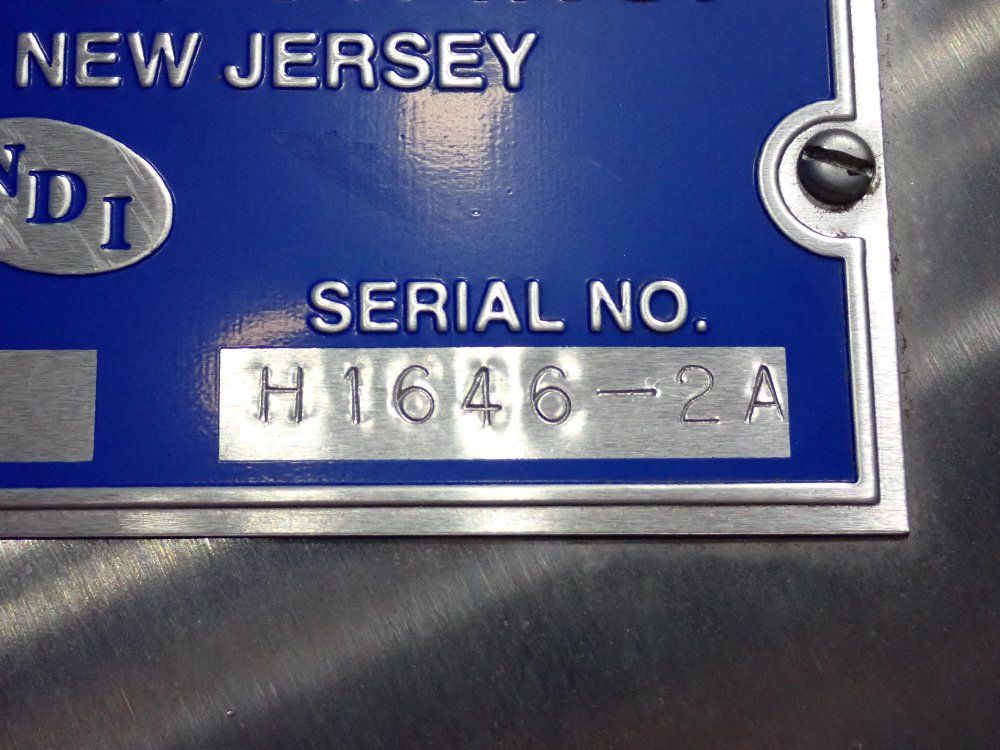 NEW JERSEY
NDI
SERIAL NO.
H1646-2A